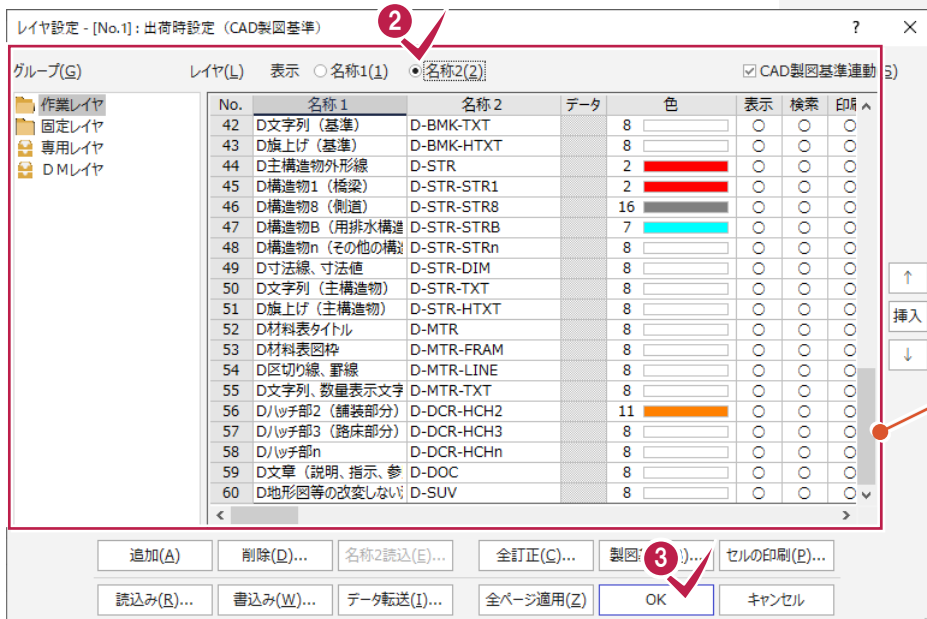 レイヤ設定 - [No.1] : 出荷時設定（CAD製図基準） ? ×
2
グループ(G) レイヤ(L) 表示 名称1(1) 名称2(2) CAD製図基準連動(S)
作業レイヤ
固定レイヤ
専用レイヤ
DMレイヤ
No. 名称1 名称2 データ 色 表示 検索 印刷
42 D文字列（基準） D-BMK-TXT 8 ○ ○ ○
43 D旗上げ（基準） D-BMK-HTXT 8 ○ ○ ○
44 D主構造物外形線 D-STR 2 ○ ○ ○
45 D構造物1（橋梁） D-STR-STR1 2 ○ ○ ○
46 D構造物8（側道） D-STR-STR8 16 ○ ○ ○
47 D構造物B（用排水構造 D-STR-STRB 7 ○ ○ ○
48 D構造物n（その他の構造 D-STR-STRn 8 ○ ○ ○
49 D寸法線、寸法値 D-STR-DIM 8 ○ ○ ○
50 D文字列（主構造物） D-STR-TXT 8 ○ ○ ○
51 D旗上げ（主構造物） D-STR-HTXT 8 ○ ○ ○
52 D材料表タイトル D-MTR 8 ○ ○ ○
53 D材料表図枠 D-MTR-FRAM 8 ○ ○ ○
54 D区切り線、罫線 D-MTR-LINE 8 ○ ○ ○
55 D文字列、数量表示文字 D-MTR-TXT 8 ○ ○ ○
56 Dハッチ部2（舗装部分） D-DCR-HCH2 11 ○ ○ ○
57 Dハッチ部3（路床部分） D-DCR-HCH3 8 ○ ○ ○
58 Dハッチ部n D-DCR-HCHn 8 ○ ○ ○
59 D文章（説明、指示、参 D-DOC 8 ○ ○ ○
60 D地形図等の改変しない D-SUV 8 ○ ○ ○
↑
挿入
↓
追加(A) 削除(D)... 名称2読込(E)... 全訂正(C)... 製図 3 セルの印刷(P)...
読込み(R)... 書込み(W)... データ転送(I)... 全ページ適用(Z) OK キャンセル